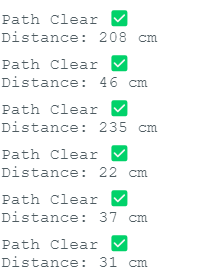 Path Clear ✅
Distance: 208 cm
Path Clear ✅
Distance: 46 cm
Path Clear ✅
Distance: 235 cm
Path Clear ✅
Distance: 22 cm
Path Clear ✅
Distance: 37 cm
Path Clear ✅
Distance: 31 cm